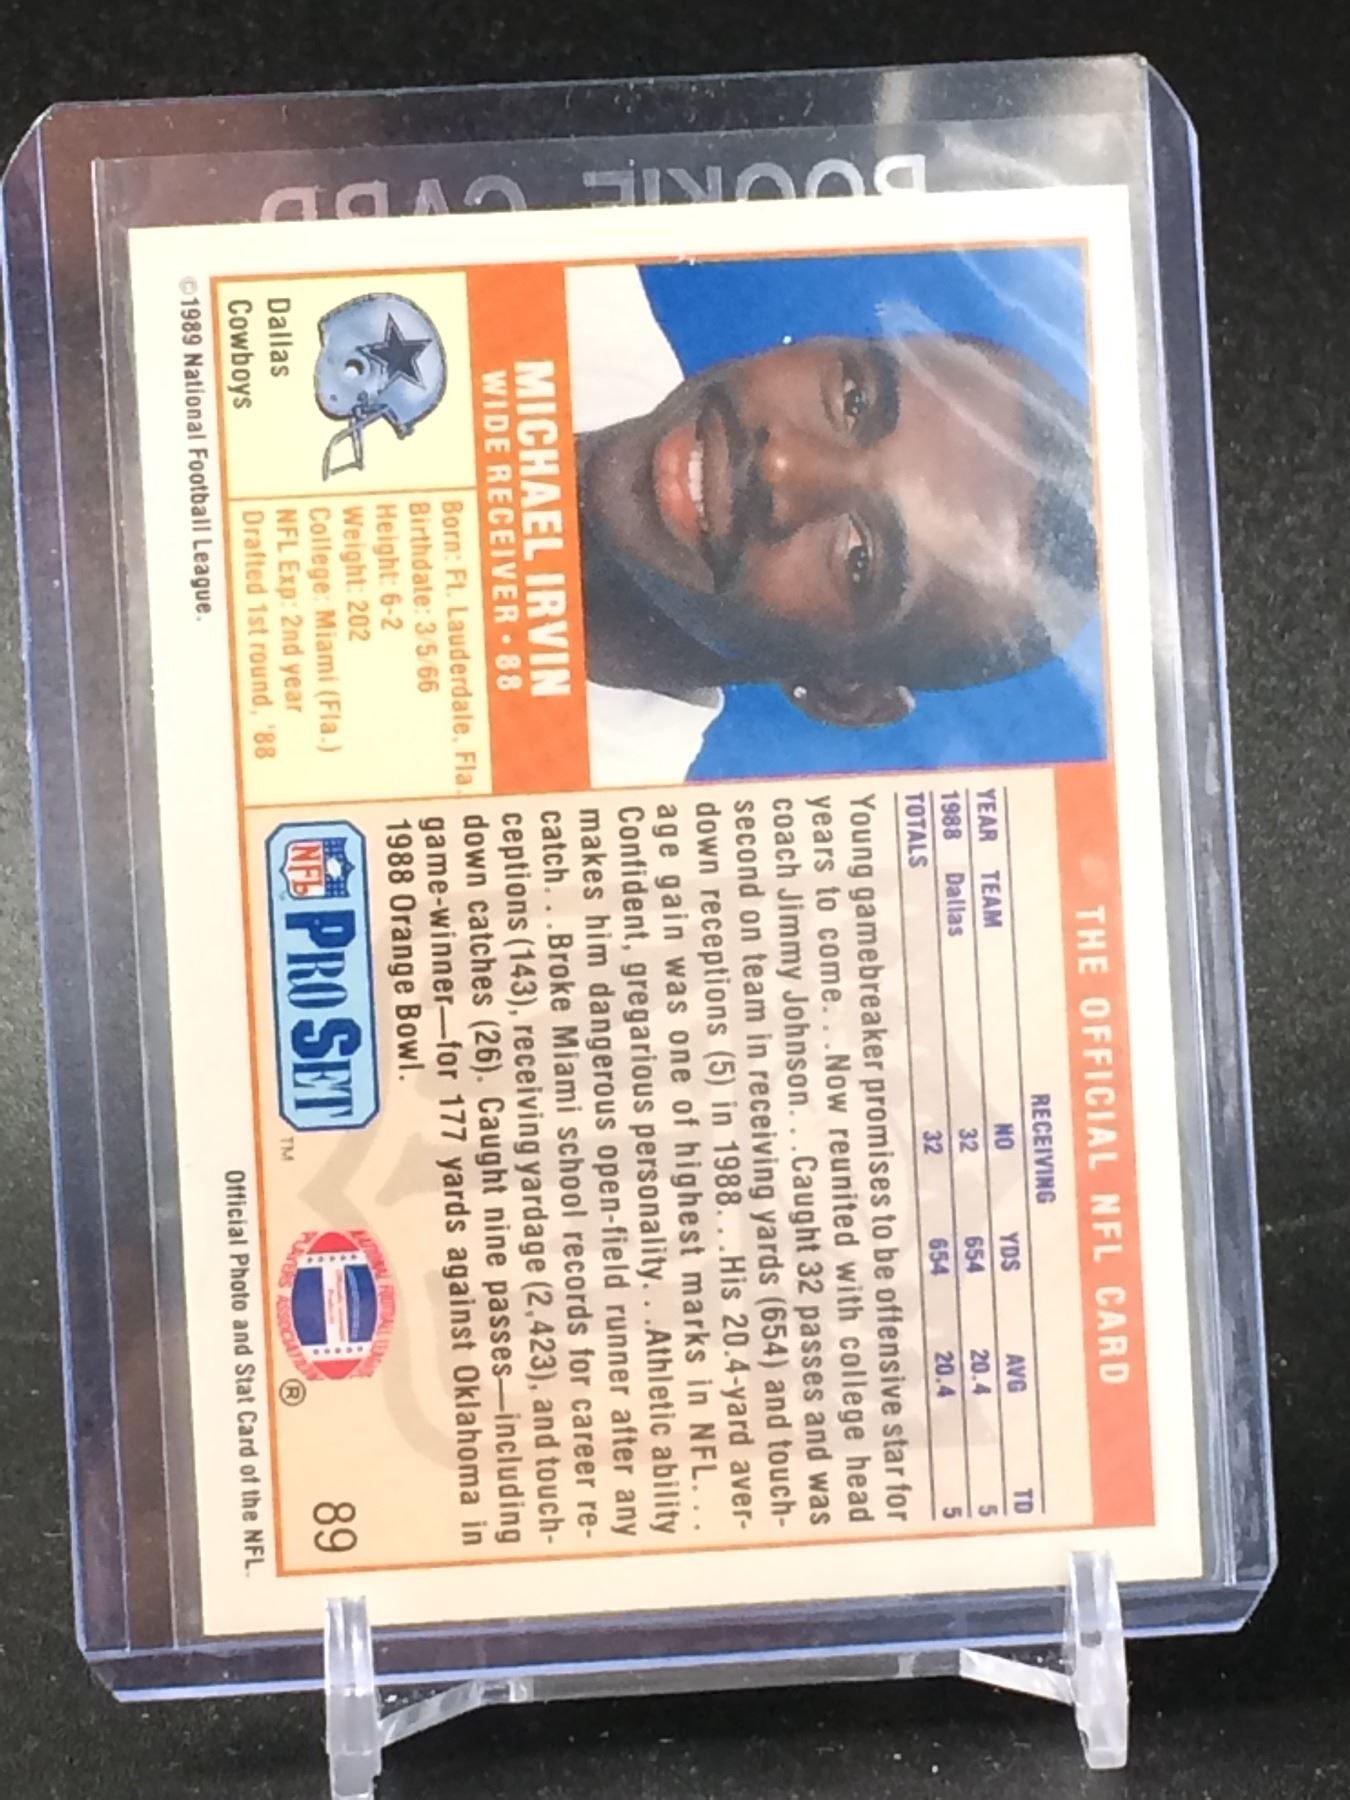 ROOKIE CARD
THE OFFICIAL NFL CARD
RECEIVING
YEAR TEAM NO YDS AVG TD
1988 Dallas 32 654 20.4 5
TOTALS 32 654 20.4 5
Young gamebreaker promises to be offensive star for
years to come. . .Now reunited with college head
coach Jimmy Johnson. . .Caught 32 passes and was
second on team in receiving yards (654) and touch-
down receptions (5) in 1988. . .His 20.4-yard aver-
age gain was one of highest marks in NFL. . .
Confident, gregarious personality. . .Athletic ability
makes him dangerous open-field runner after any
catch. . .Broke Miami school records for career re-
ceptions (143), receiving yardage (2,423), and touch-
down catches (26). Caught nine passes—including
game-winner—for 177 yards against Oklahoma in
1988 Orange Bowl.
MICHAEL IRVIN
WIDE RECEIVER • 88
Dallas
Cowboys
Born: Ft. Lauderdale, Fla.
Birthdate: 3/5/66
Height: 6-2
Weight: 202
College: Miami (Fla.)
NFL Exp: 2nd year
Drafted 1st round, '88
NFL PRO SET ™
NATIONAL FOOTBALL LEAGUE
PLAYERS ASSOCIATION
®
89
©1989 National Football League.
Official Photo and Stat Card of the NFL.